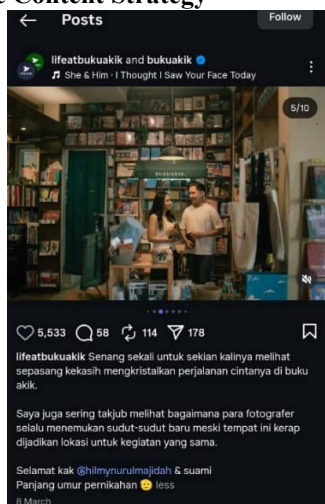 e Content Strategy
Posts
Follow
lifeatbukuakik and bukuakik
She & Him · I Thought I Saw Your Face Today
5/10
BUKUAKIK
5,533
58
114
178
lifeatbukuakik Senang sekali untuk sekian kalinya melihat
sepasang kekasih mengkristalkan perjalanan cintanya di buku
akik.
Saya juga sering takjub melihat bagaimana para fotografer
selalu menemukan sudut-sudut baru meski tempat ini kerap
dijadikan lokasi untuk kegiatan yang sama.
Selamat kak @hilmynurulmajidah & suami
Panjang umur pernikahan 🫡 less
8 March